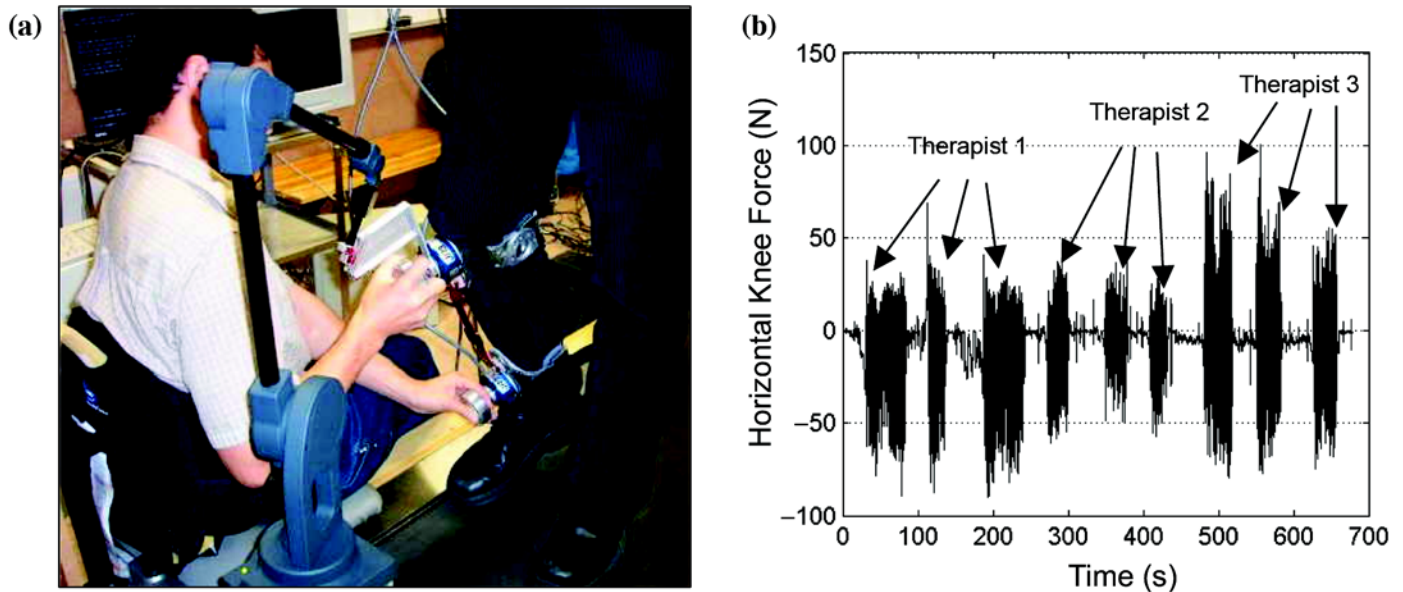 (a)
(b)
150
100
50
0
−50
−100
Horizontal Knee Force (N)
Therapist 1
Therapist 2
Therapist 3
0 100 200 300 400 500 600 700
Time (s)